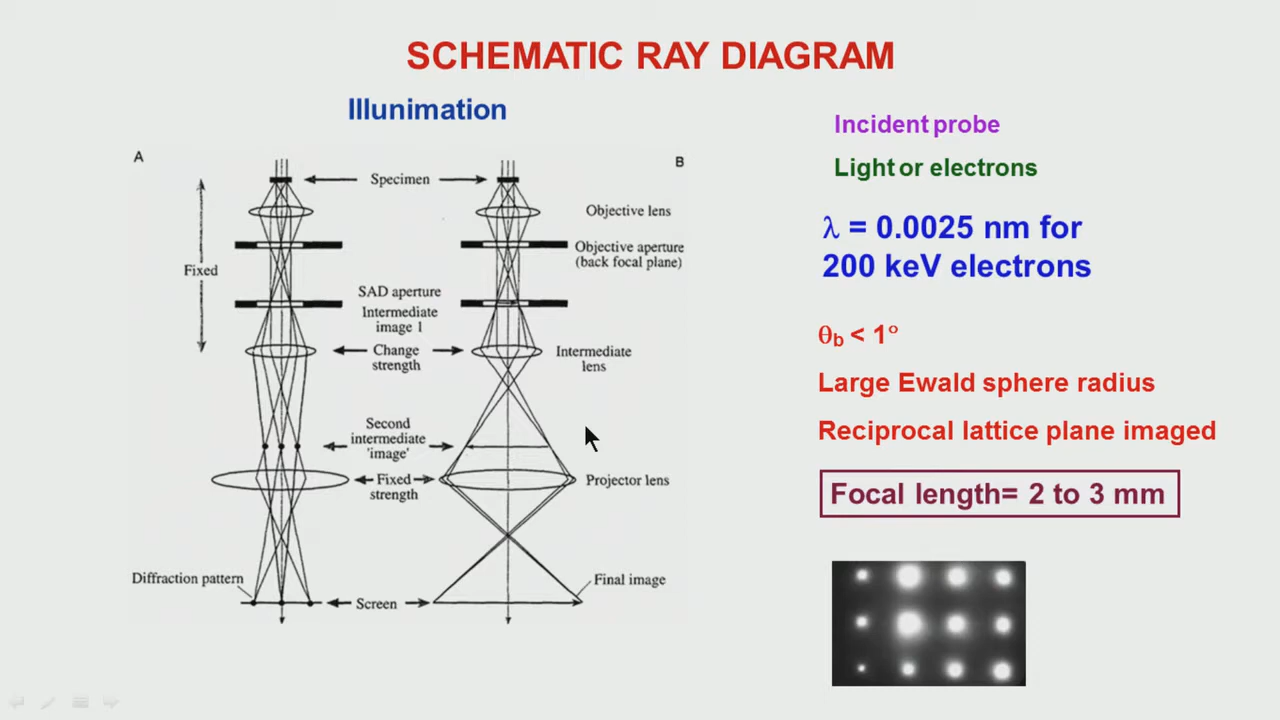 SCHEMATIC RAY DIAGRAM
Illunimation
A
B
Specimen
Objective lens
Objective aperture
(back focal plane)
Fixed
SAD aperture
Intermediate
image 1
Change
strength
Intermediate
lens
Second
intermediate
'image'
Fixed
strength
Projector lens
Diffraction pattern
Final image
Screen
Incident probe
Light or electrons
λ = 0.0025 nm for
200 keV electrons
θb < 1°
Large Ewald sphere radius
Reciprocal lattice plane imaged
Focal length= 2 to 3 mm